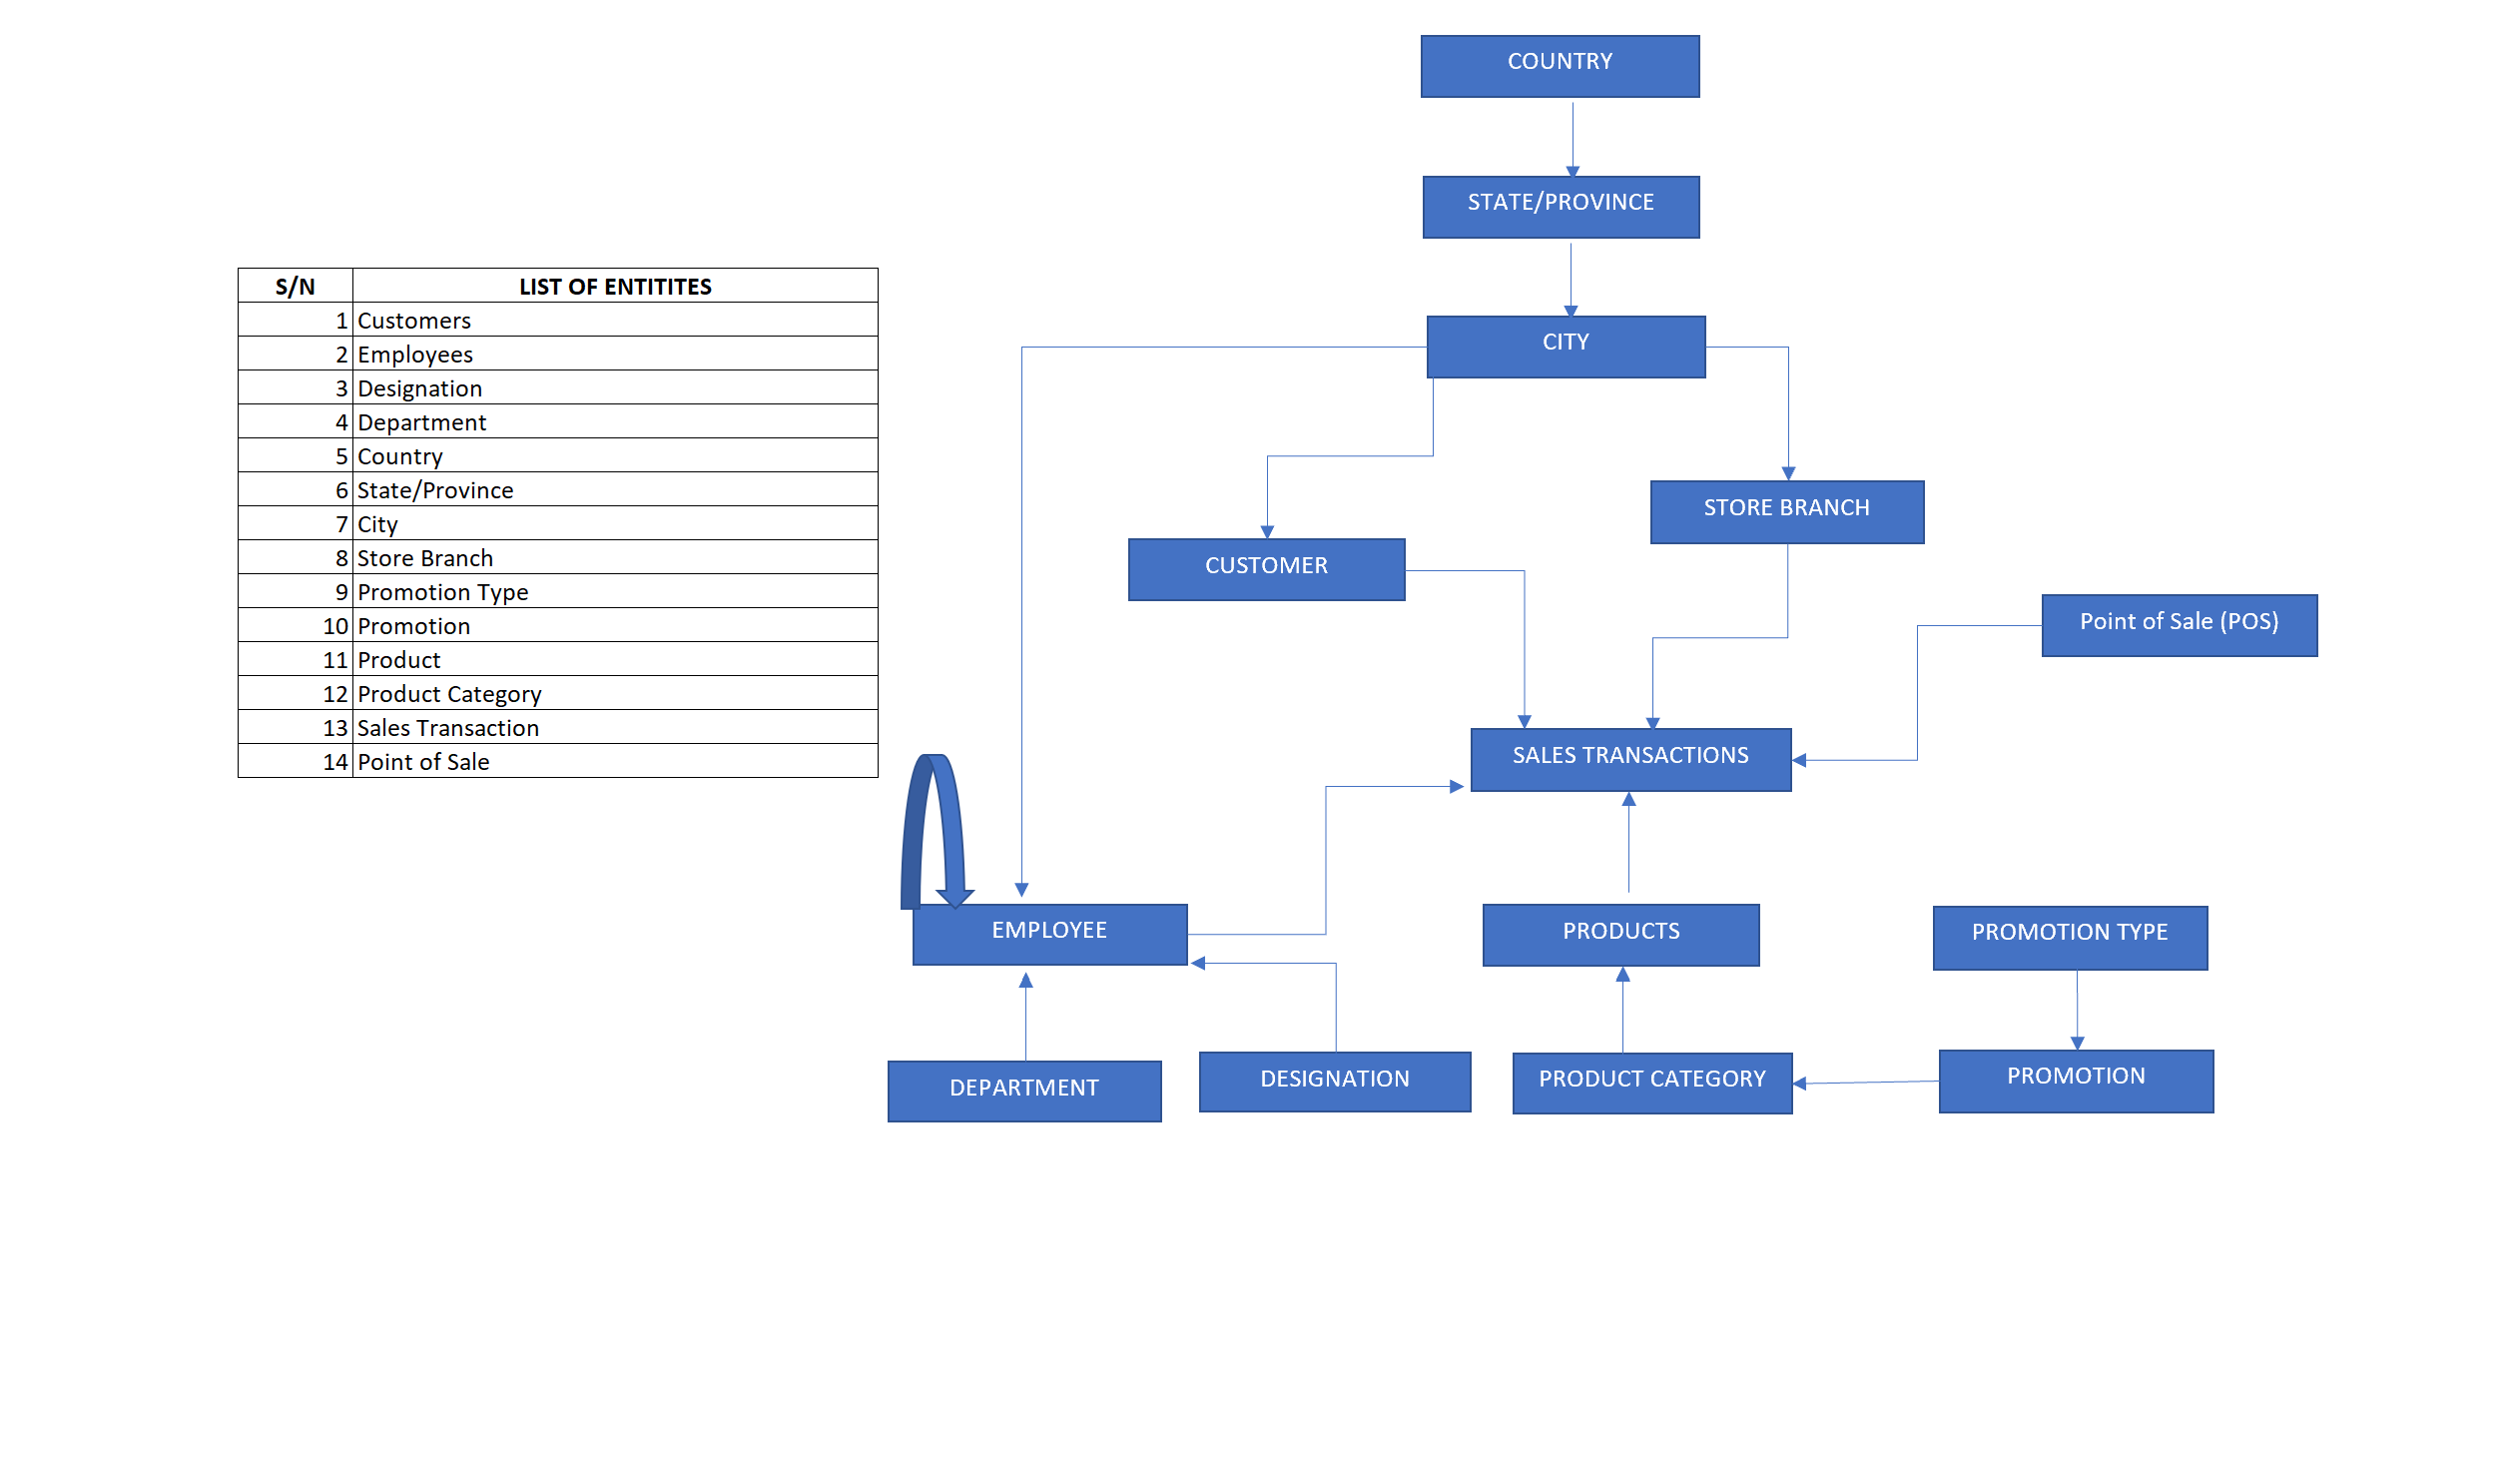 S/N LIST OF ENTITITES
1 Customers
2 Employees
3 Designation
4 Department
5 Country
6 State/Province
7 City
8 Store Branch
9 Promotion Type
10 Promotion
11 Product
12 Product Category
13 Sales Transaction
14 Point of Sale
COUNTRY
STATE/PROVINCE
CITY
STORE BRANCH
CUSTOMER
Point of Sale (POS)
SALES TRANSACTIONS
EMPLOYEE
PRODUCTS
PROMOTION TYPE
DEPARTMENT
DESIGNATION
PRODUCT CATEGORY
PROMOTION